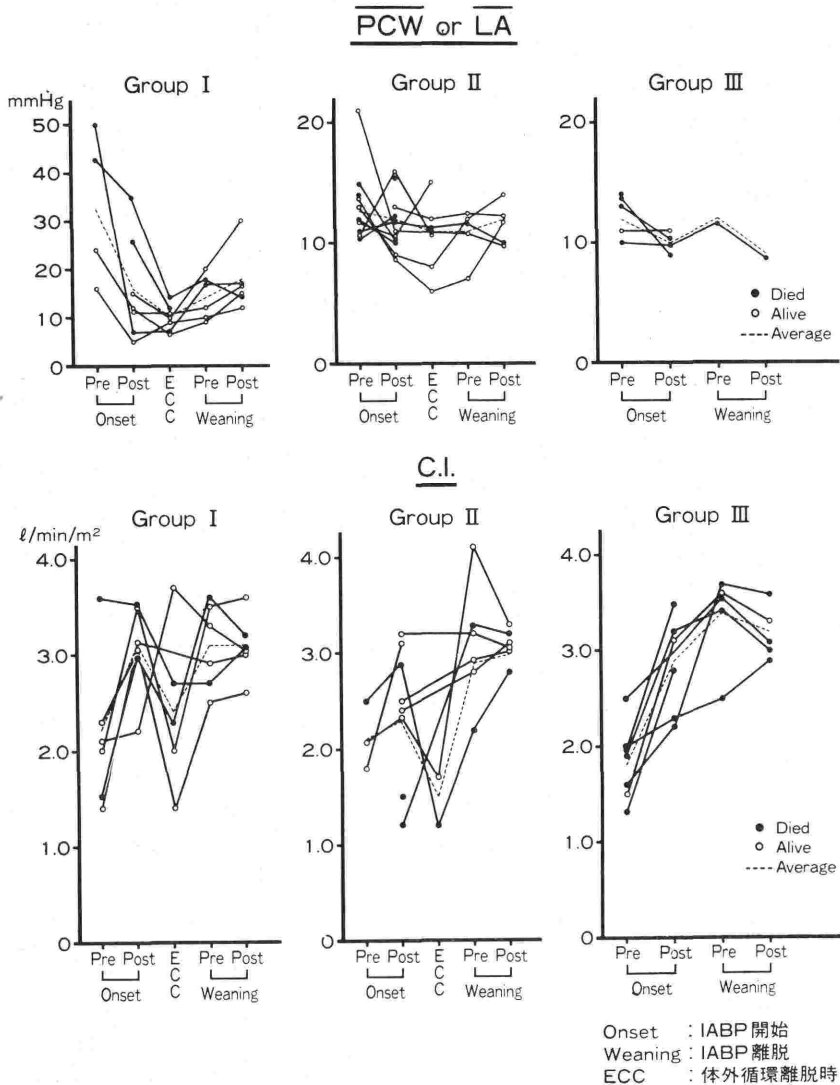 PCW or LA
Group I
Group II
Group III
mmHg
50
40
30
20
10
0
20
10
0
20
10
0
● Died
○ Alive
---- Average
Pre Post E C C Pre Post
Onset Weaning
Pre Post E C C Pre Post
Onset Weaning
Pre Post Pre Post
Onset Weaning
C.I.
Group I
Group II
Group III
ℓ/min/m²
4.0
3.0
2.0
1.0
0
4.0
3.0
2.0
1.0
0
4.0
3.0
2.0
1.0
0
● Died
○ Alive
---- Average
Pre Post E C C Pre Post
Onset Weaning
Pre Post E C C Pre Post
Onset Weaning
Pre Post Pre Post
Onset Weaning
Onset : IABP開始
Weaning : IABP離脱
ECC : 体外循環離脱時